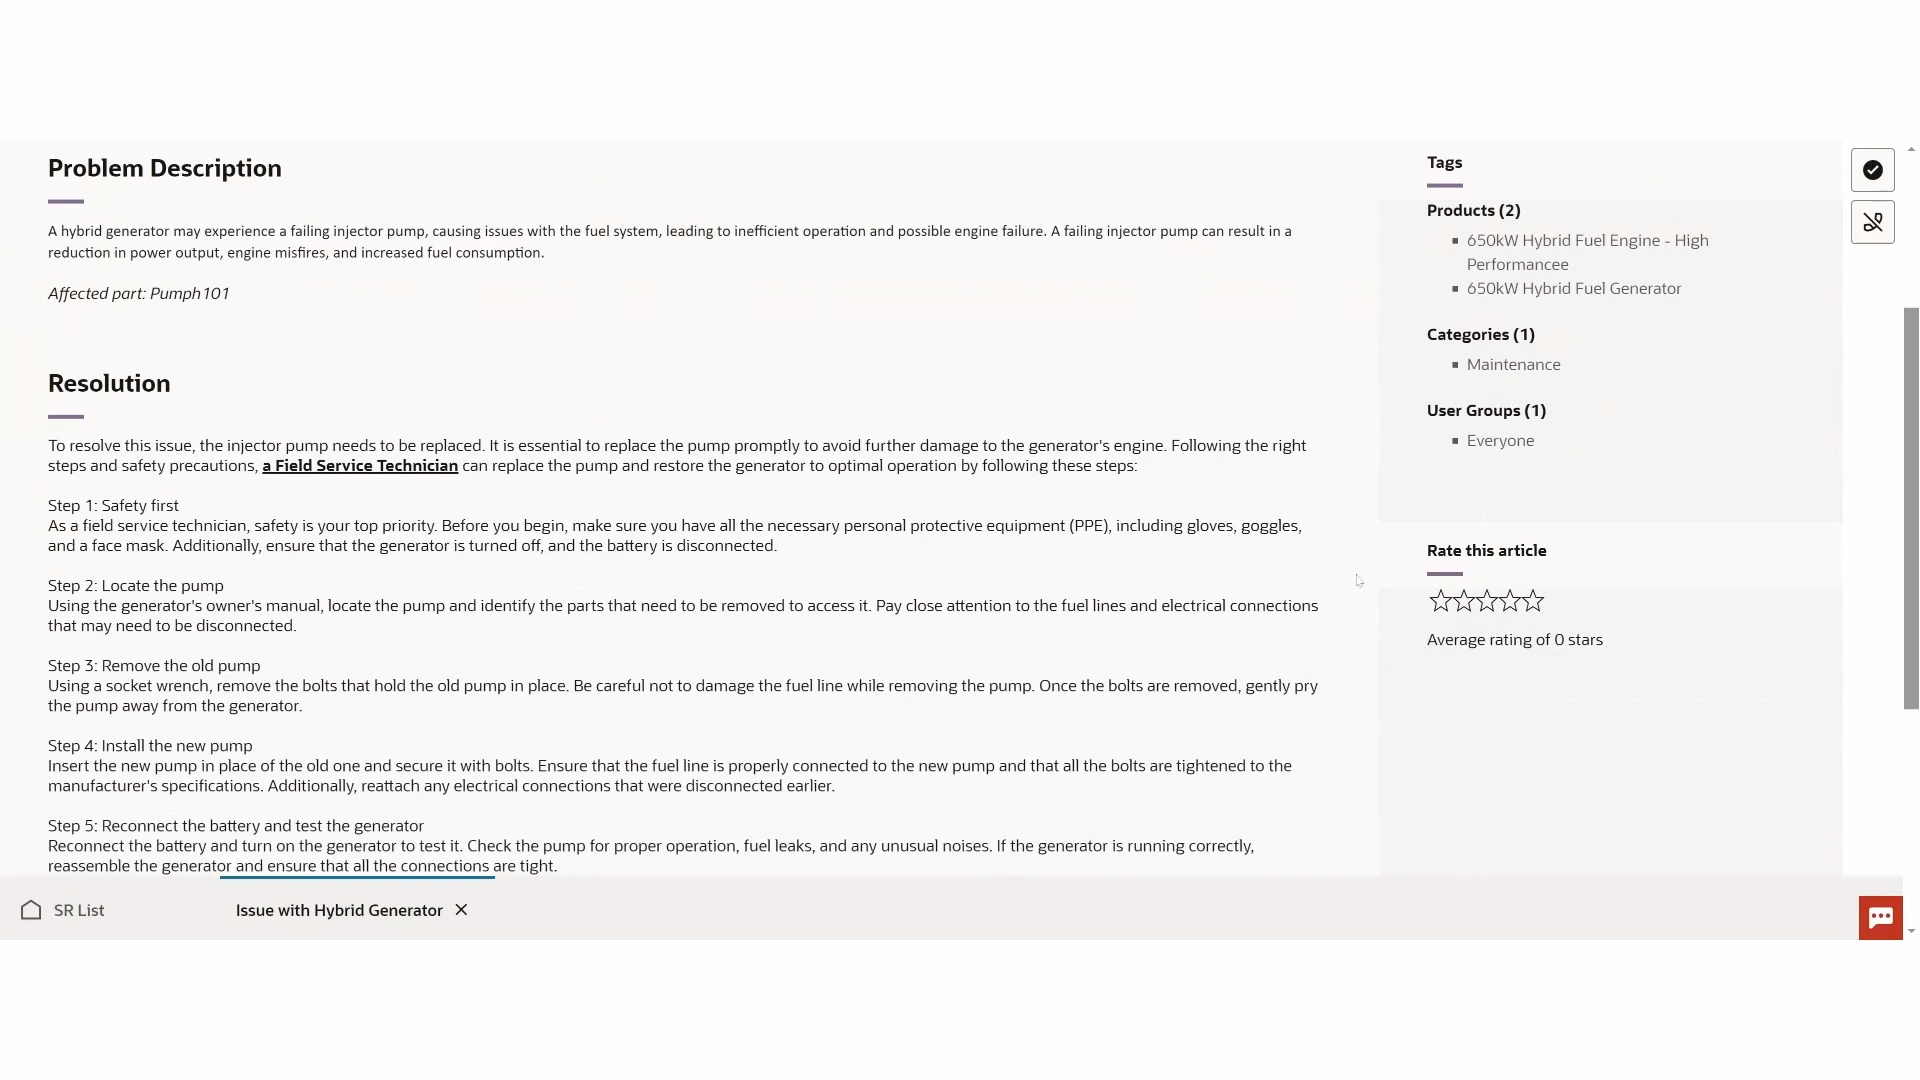 Problem Description
A hybrid generator may experience a failing injector pump, causing issues with the fuel system, leading to inefficient operation and possible engine failure. A failing injector pump can result in a
reduction in power output, engine misfires, and increased fuel consumption.
Affected part: Pumph101
Resolution
To resolve this issue, the injector pump needs to be replaced. It is essential to replace the pump promptly to avoid further damage to the generator's engine. Following the right
steps and safety precautions, a Field Service Technician can replace the pump and restore the generator to optimal operation by following these steps:
Step 1: Safety first
As a field service technician, safety is your top priority. Before you begin, make sure you have all the necessary personal protective equipment (PPE), including gloves, goggles,
and a face mask. Additionally, ensure that the generator is turned off, and the battery is disconnected.
Step 2: Locate the pump
Using the generator's owner's manual, locate the pump and identify the parts that need to be removed to access it. Pay close attention to the fuel lines and electrical connections
that may need to be disconnected.
Step 3: Remove the old pump
Using a socket wrench, remove the bolts that hold the old pump in place. Be careful not to damage the fuel line while removing the pump. Once the bolts are removed, gently pry
the pump away from the generator.
Step 4: Install the new pump
Insert the new pump in place of the old one and secure it with bolts. Ensure that the fuel line is properly connected to the new pump and that all the bolts are tightened to the
manufacturer's specifications. Additionally, reattach any electrical connections that were disconnected earlier.
Step 5: Reconnect the battery and test the generator
Reconnect the battery and turn on the generator to test it. Check the pump for proper operation, fuel leaks, and any unusual noises. If the generator is running correctly,
reassemble the generator and ensure that all the connections are tight.
Tags
Products (2)
650kW Hybrid Fuel Engine - High
Performancee
650kW Hybrid Fuel Generator
Categories (1)
Maintenance
User Groups (1)
Everyone
Rate this article
Average rating of 0 stars
SR List
Issue with Hybrid Generator